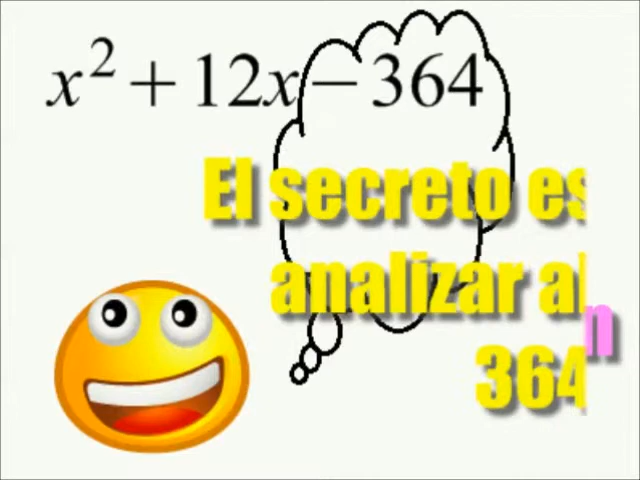 x² + 12x − 364
El secreto es
analizar al
364
n